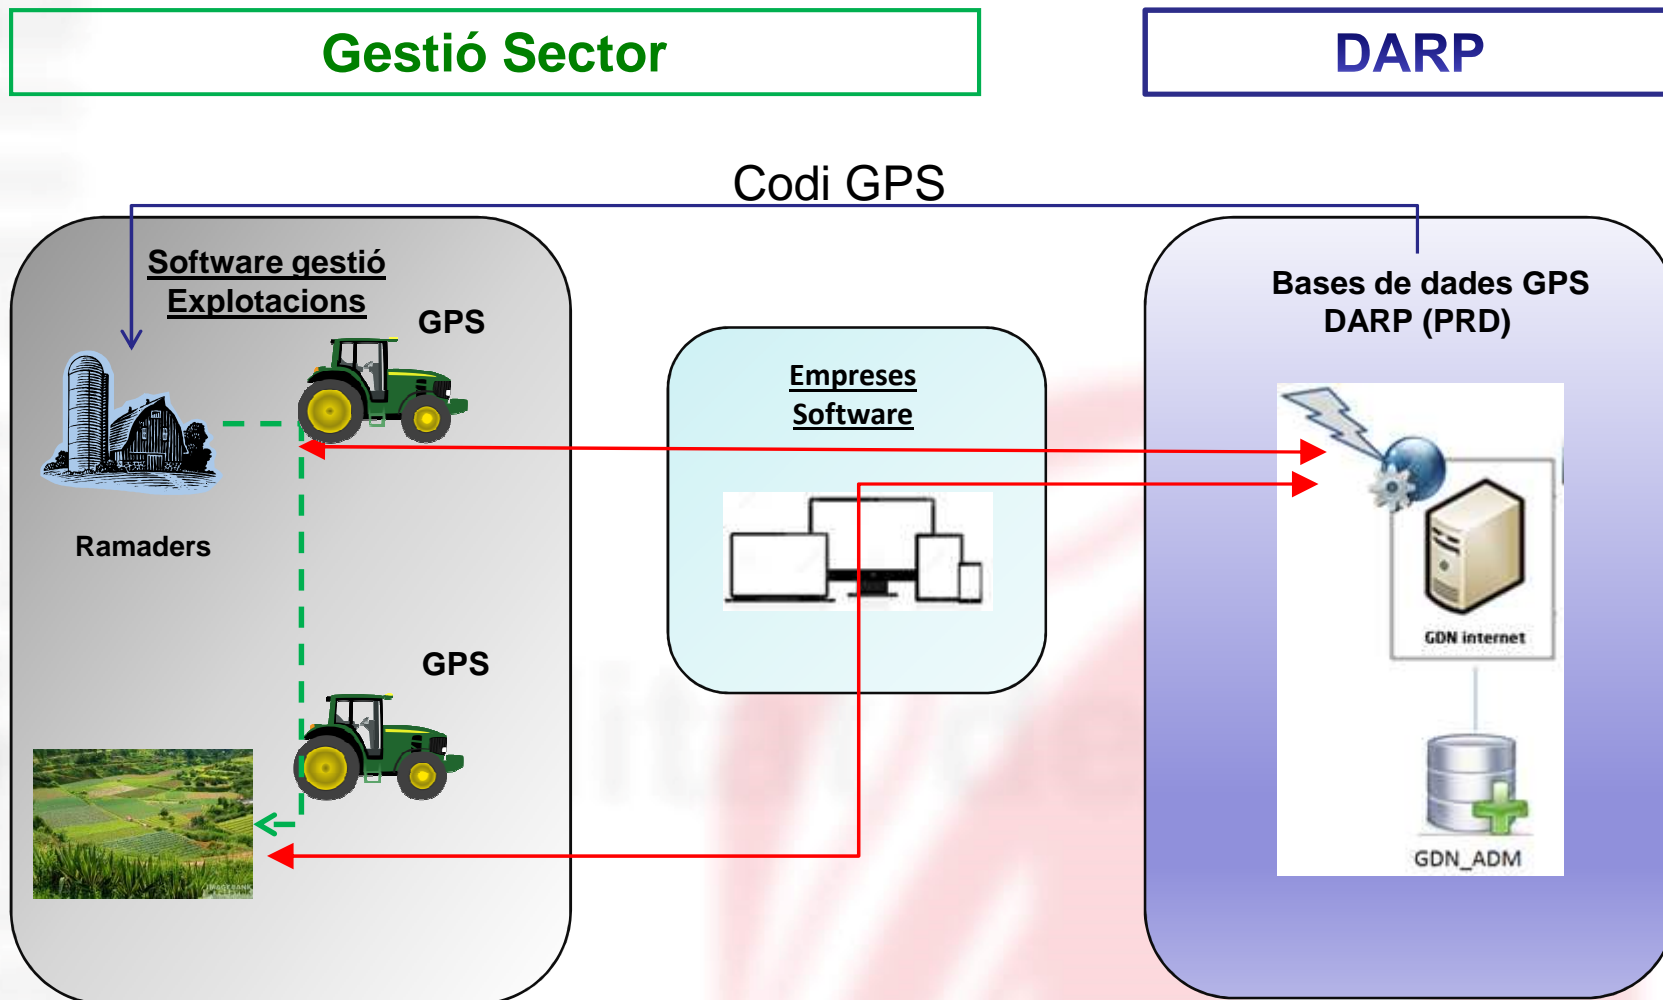 Gestió Sector
DARP
Codi GPS
Software gestió
Explotacions
GPS
Ramaders
GPS
Empreses
Software
Bases de dades GPS
DARP (PRD)
GDN internet
GDN_ADM